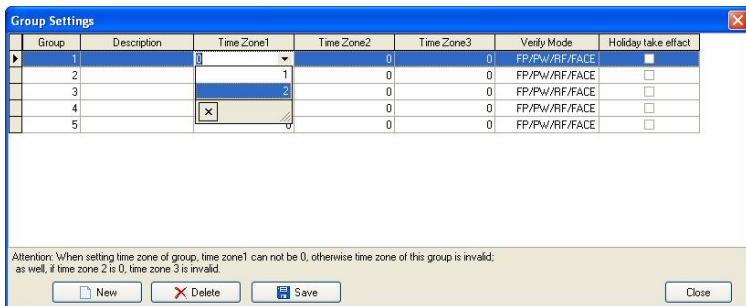 Group Settings
Group Description Time Zone1 Time Zone2 Time Zone3 Verify Mode Holiday take effact
1 0 0 0 FP/PW/RF/FACE
2 1 0 0 FP/PW/RF/FACE
3 2 0 0 FP/PW/RF/FACE
4 0 0 FP/PW/RF/FACE
5 0 0 0 FP/PW/RF/FACE
Attention: When setting time zone of group, time zone1 can not be 0, otherwise time zone of this group is invalid;
as well, if time zone 2 is 0, time zone 3 is invalid.
New Delete Save Close